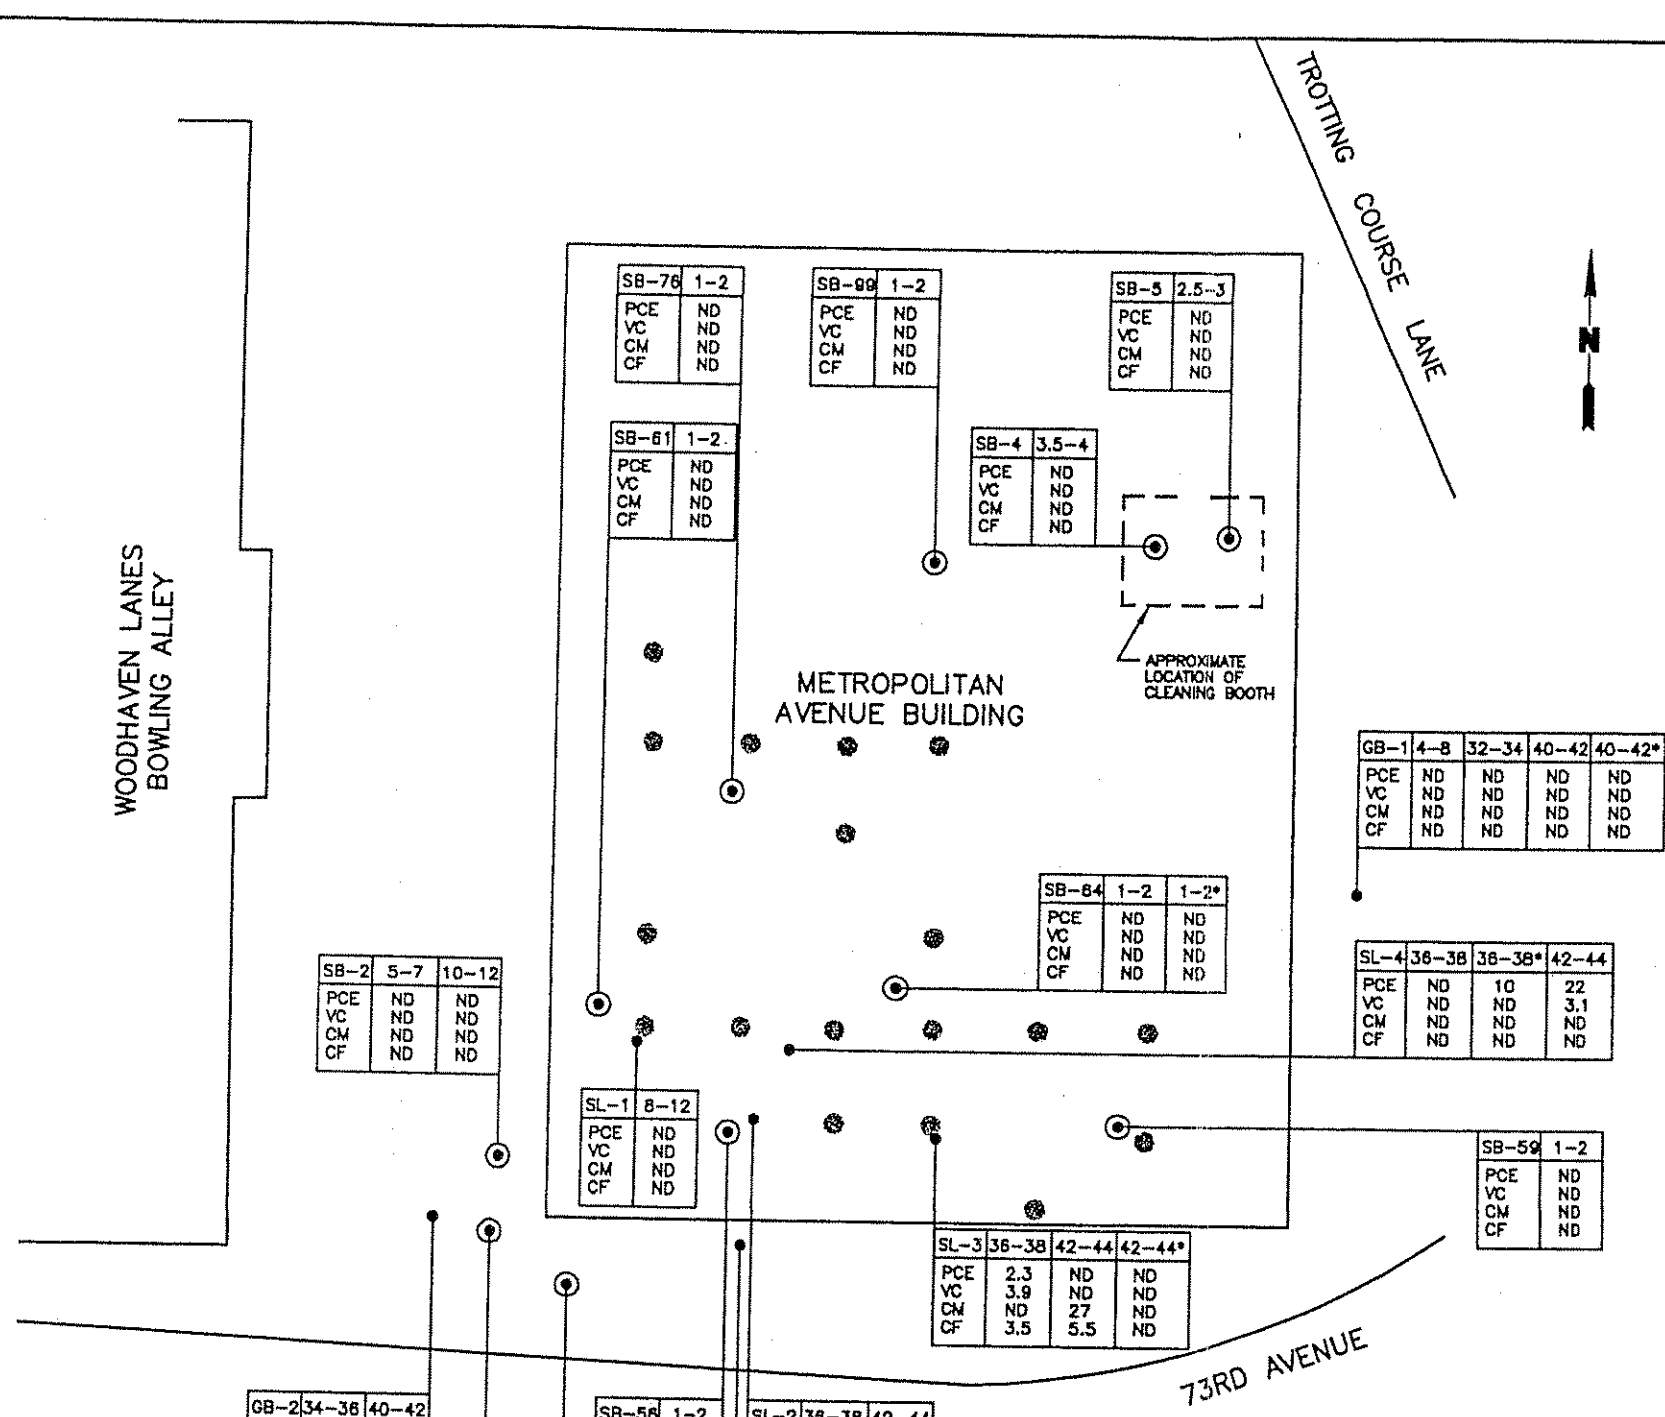 TROTTING COURSE LANE
N
SB-76 1-2
PCE ND
VC ND
CM ND
CF ND
SB-99 1-2
PCE ND
VC ND
CM ND
CF ND
SB-5 2.5-3
PCE ND
VC ND
CM ND
CF ND
SB-61 1-2
PCE ND
VC ND
CM ND
CF ND
SB-4 3.5-4
PCE ND
VC ND
CM ND
CF ND
WOODHAVEN LANES
BOWLING ALLEY
APPROXIMATE
LOCATION OF
CLEANING BOOTH
METROPOLITAN
AVENUE BUILDING
GB-1 4-8 32-34 40-42 40-42*
PCE ND ND ND ND
VC ND ND ND ND
CM ND ND ND ND
CF ND ND ND ND
SB-64 1-2 1-2*
PCE ND ND
VC ND ND
CM ND ND
CF ND ND
SB-2 5-7 10-12
PCE ND ND
VC ND ND
CM ND ND
CF ND ND
SL-4 36-38 36-38* 42-44
PCE ND 10 22
VC ND ND 3.1
CM ND ND ND
CF ND ND ND
SL-1 8-12
PCE ND
VC ND
CM ND
CF ND
SB-59 1-2
PCE ND
VC ND
CM ND
CF ND
SL-3 36-38 42-44 42-44*
PCE 2.3 ND ND
VC 3.9 ND ND
CM ND 27 ND
CF 3.5 5.5 ND
73RD AVENUE
GB-2 34-36 40-42
SB-58 1-2
SL-2 36-38 42-44